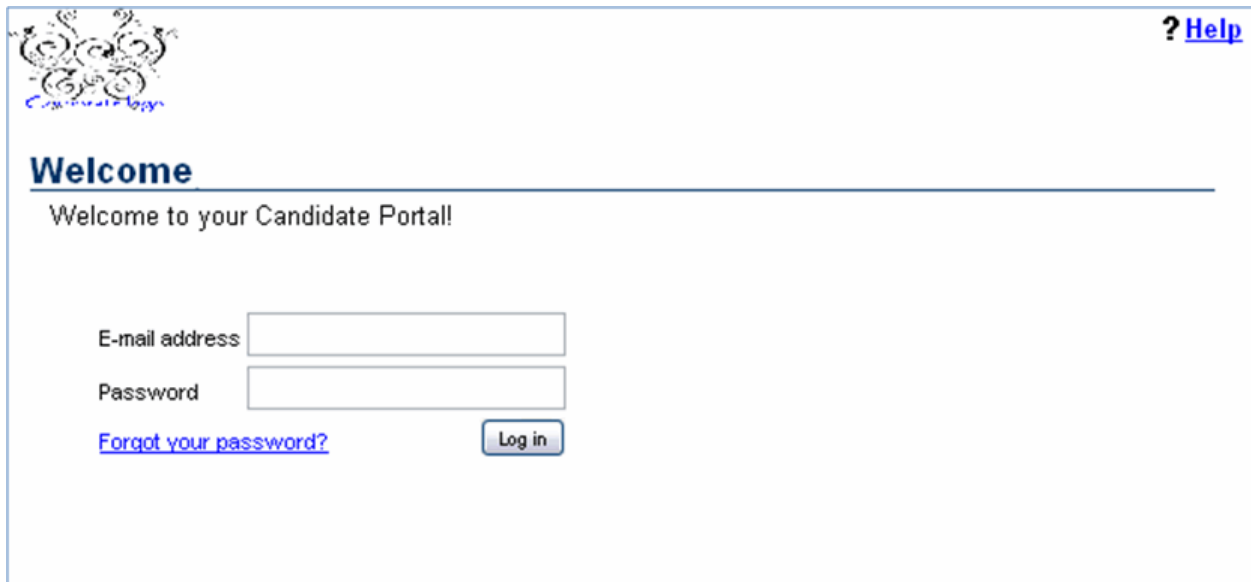 ? Help
Welcome
Welcome to your Candidate Portal!
E-mail address
Password
Forgot your password?
Log in